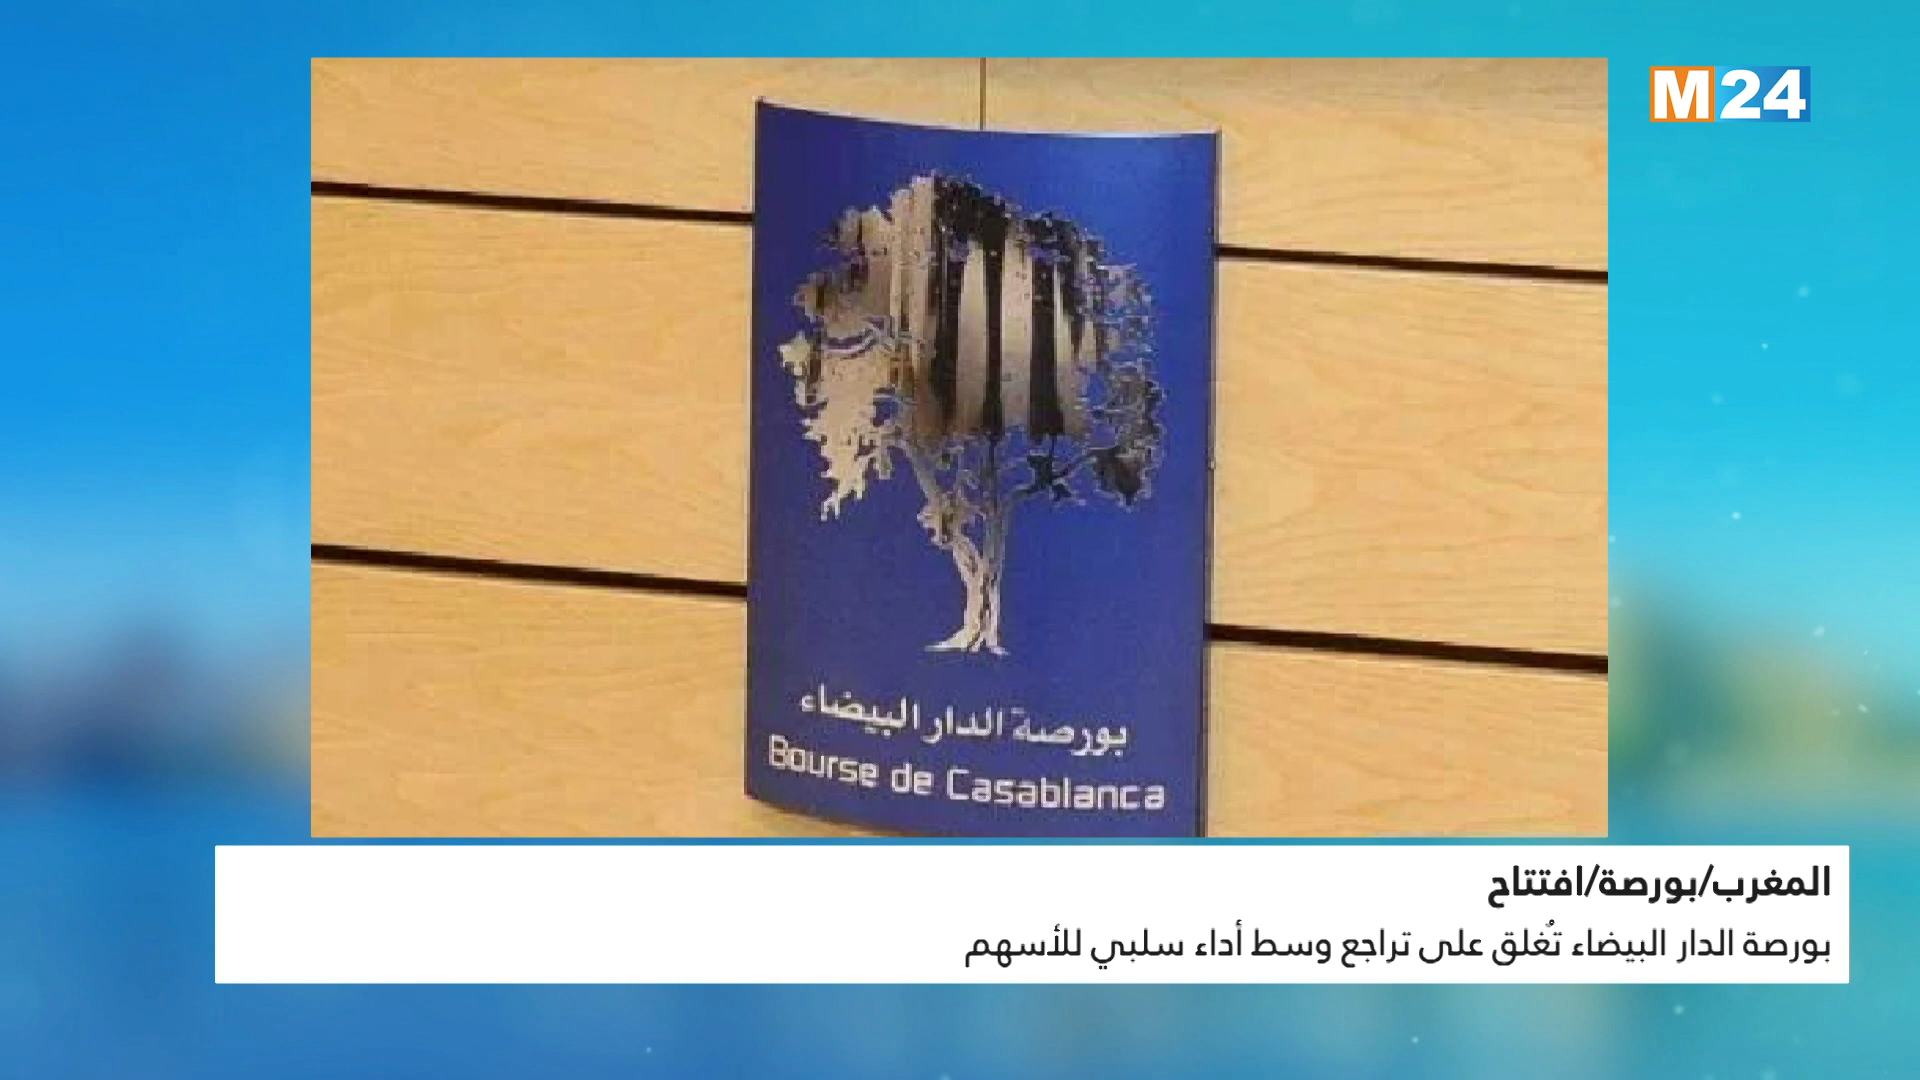 M24
بورصة الدار البيضاء
Bourse de Casablanca
المغرب/بورصة/افتتاح
بورصة الدار البيضاء تُغلق على تراجع وسط أداء سلبي للأسهم